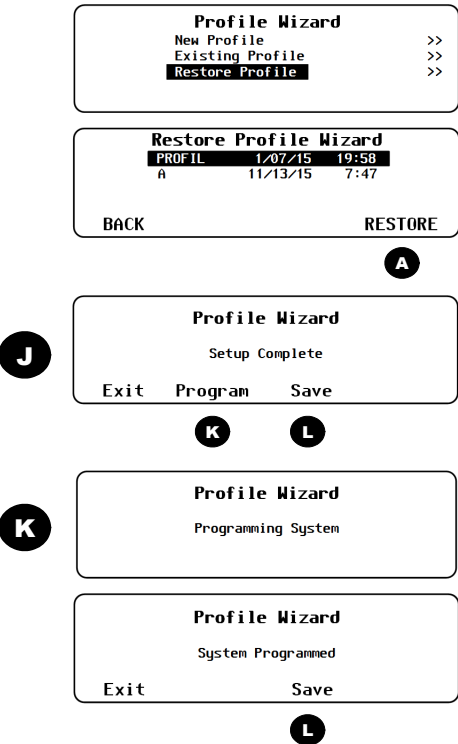 Profile Wizard
New Profile >>
Existing Profile >>
Restore Profile >>
Restore Profile Wizard
PROFIL 1/07/15 19:58
A 11/13/15 7:47
BACK RESTORE
A
Profile Wizard
J
Setup Complete
Exit Program Save
K L
Profile Wizard
K
Programming System
Profile Wizard
System Programmed
Exit Save
L